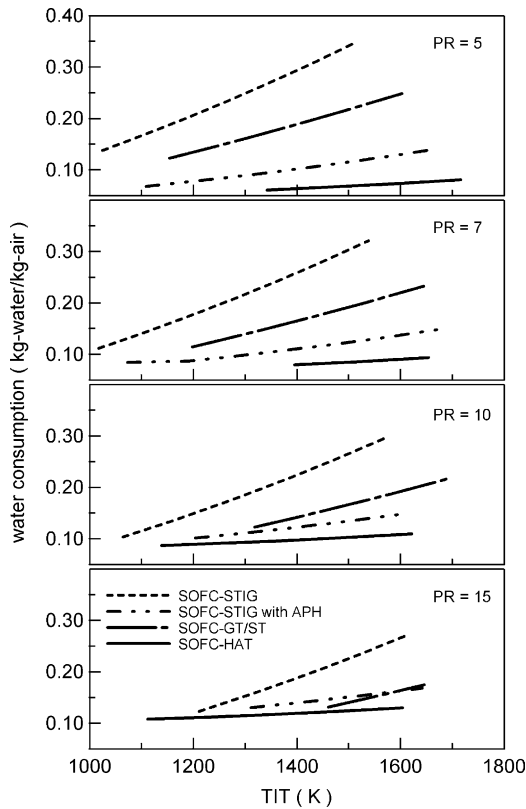 0.40
0.30
0.20
0.10
PR = 5
0.30
0.20
0.10
PR = 7
0.30
0.20
0.10
PR = 10
0.30
0.20
0.10
PR = 15
SOFC-STIG
SOFC-STIG with APH
SOFC-GT/ST
SOFC-HAT
1000 1200 1400 1600 1800
TIT ( K )
water consumption ( kg-water/kg-air )